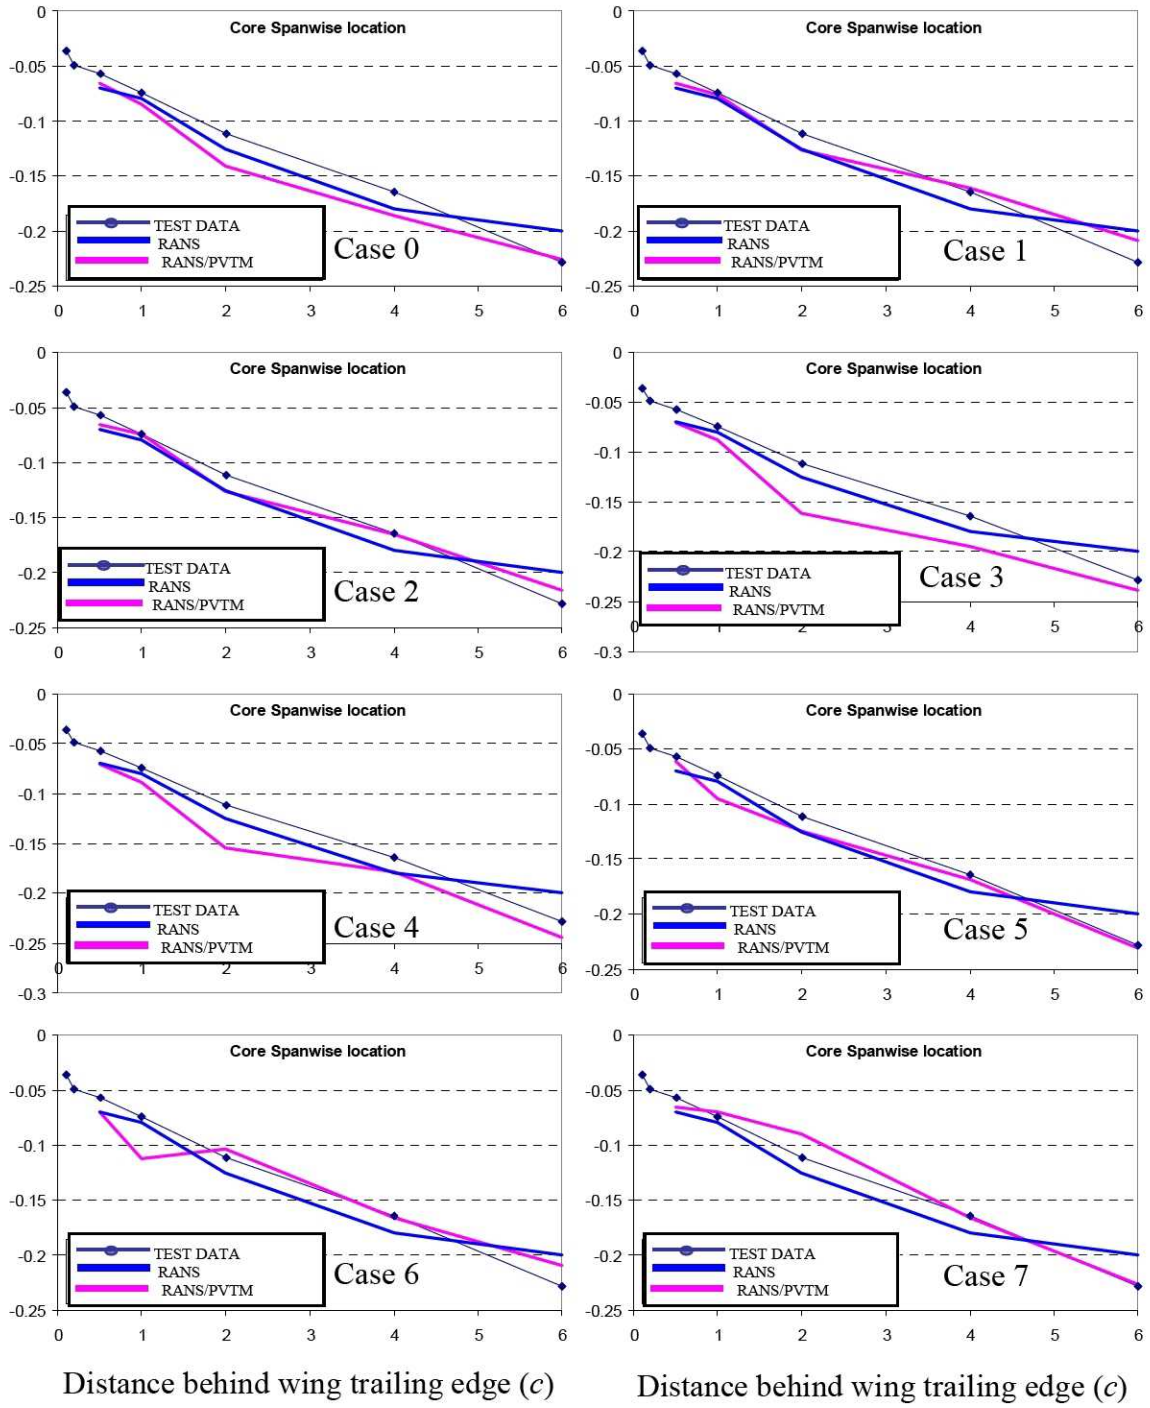 Core Spanwise location
0
-0.05
-0.1
-0.15
-0.2
-0.25
TEST DATA
RANS
RANS/PVTM
Case 0
0 1 2 3 4 5 6
Core Spanwise location
0
-0.05
-0.1
-0.15
-0.2
-0.25
TEST DATA
RANS
RANS/PVTM
Case 1
0 1 2 3 4 5 6
Core Spanwise location
0
-0.05
-0.1
-0.15
-0.2
-0.25
TEST DATA
RANS
RANS/PVTM
Case 2
0 1 2 3 4 5 6
Core Spanwise location
0
-0.05
-0.1
-0.15
-0.2
-0.25
-0.3
TEST DATA
RANS
RANS/PVTM
Case 3
0 1 2 3 4 5 6
Core Spanwise location
0
-0.05
-0.1
-0.15
-0.2
-0.25
-0.3
TEST DATA
RANS
RANS/PVTM
Case 4
0 1 2 3 4 5 6
Core Spanwise location
0
-0.05
-0.1
-0.15
-0.2
-0.25
TEST DATA
RANS
RANS/PVTM
Case 5
0 1 2 3 4 5 6
Core Spanwise location
0
-0.05
-0.1
-0.15
-0.2
-0.25
TEST DATA
RANS
RANS/PVTM
Case 6
0 1 2 3 4 5 6
Core Spanwise location
0
-0.05
-0.1
-0.15
-0.2
-0.25
TEST DATA
RANS
RANS/PVTM
Case 7
0 1 2 3 4 5 6
Distance behind wing trailing edge (c)
Distance behind wing trailing edge (c)